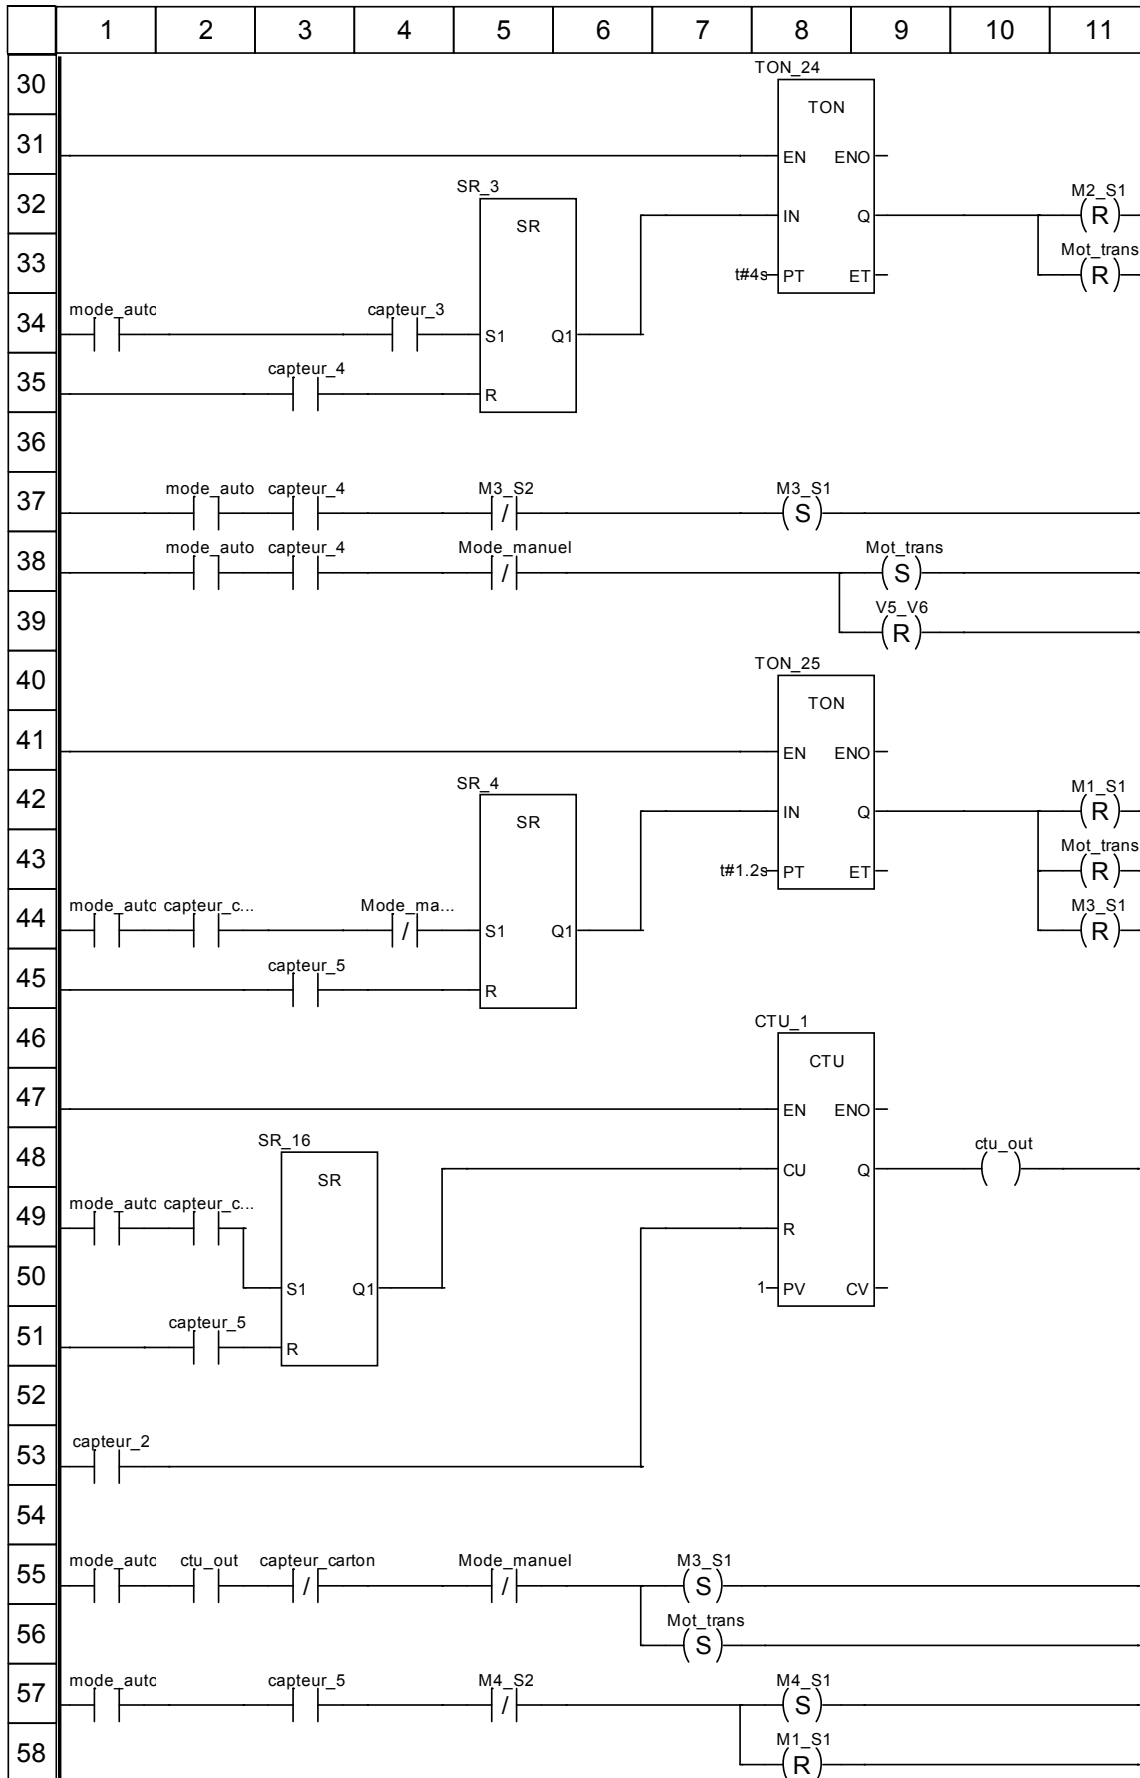 1 2 3 4 5 6 7 8 9 10 11
30 TON_24
TON
31 EN ENO
32 SR_3 M2_S1
SR IN Q (R)
33 Mot_trans
t#4s PT ET (R)
34 mode_auto capteur_3
S1 Q1
35 capteur_4
R
36
37 mode_auto capteur_4 M3_S2 M3_S1
/ (S)
38 mode_auto capteur_4 Mode_manuel Mot_trans
/ (S)
39 V5_V6
(R)
40 TON_25
TON
41 EN ENO
42 SR_4 M1_S1
SR IN Q (R)
43 Mot_trans
t#1.2s PT ET (R)
44 mode_auto capteur_c... Mode_ma... M3_S1
/ S1 Q1 (R)
45 capteur_5
R
46 CTU_1
CTU
47 EN ENO
48 SR_16 ctu_out
SR CU Q ( )
49 mode_auto capteur_c...
R
50 S1 Q1 1 PV CV
51 capteur_5
R
52
53 capteur_2
54
55 mode_auto ctu_out capteur_carton Mode_manuel M3_S1
/ / (S)
56 Mot_trans
(S)
57 mode_auto capteur_5 M4_S2 M4_S1
/ (S)
58 M1_S1
(R)